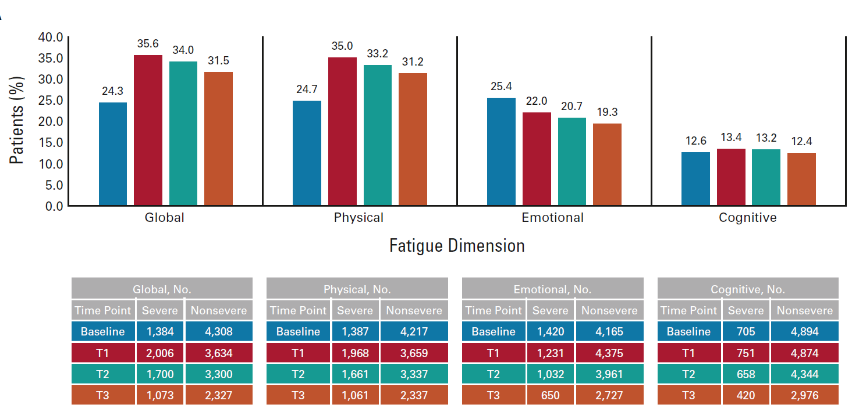 40.0
35.0
30.0
25.0
20.0
15.0
10.0
5.0
0.0
Patients (%)
24.3 35.6 34.0 31.5
24.7 35.0 33.2 31.2
25.4 22.0 20.7 19.3
12.6 13.4 13.2 12.4
Global Physical Emotional Cognitive
Fatigue Dimension
Global, No.
Time Point Severe Nonsevere
Baseline 1,384 4,308
T1 2,006 3,634
T2 1,700 3,300
T3 1,073 2,327
Physical, No.
Time Point Severe Nonsevere
Baseline 1,387 4,217
T1 1,968 3,659
T2 1,661 3,337
T3 1,061 2,337
Emotional, No.
Time Point Severe Nonsevere
Baseline 1,420 4,165
T1 1,231 4,375
T2 1,032 3,961
T3 650 2,727
Cognitive, No.
Time Point Severe Nonsevere
Baseline 705 4,894
T1 751 4,874
T2 658 4,344
T3 420 2,976